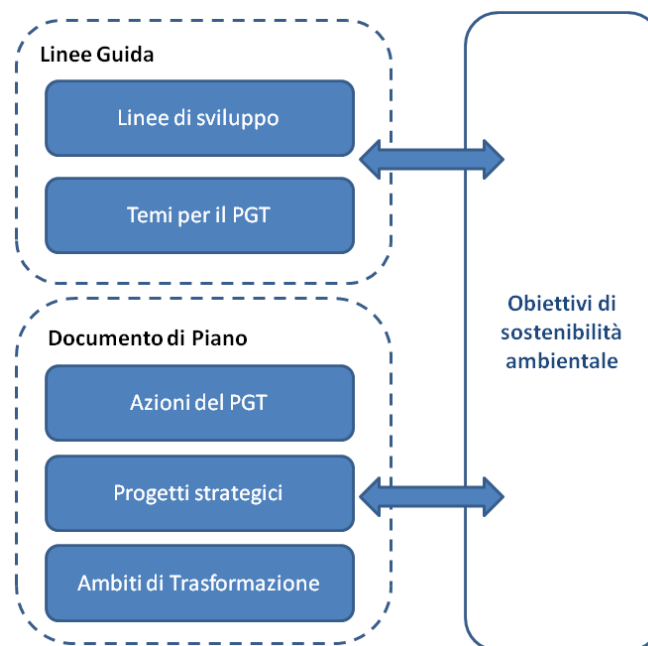 Linee Guida
Linee di sviluppo
Temi per il PGT
Documento di Piano
Azioni del PGT
Progetti strategici
Ambiti di Trasformazione
Obiettivi di
sostenibilità
ambientale